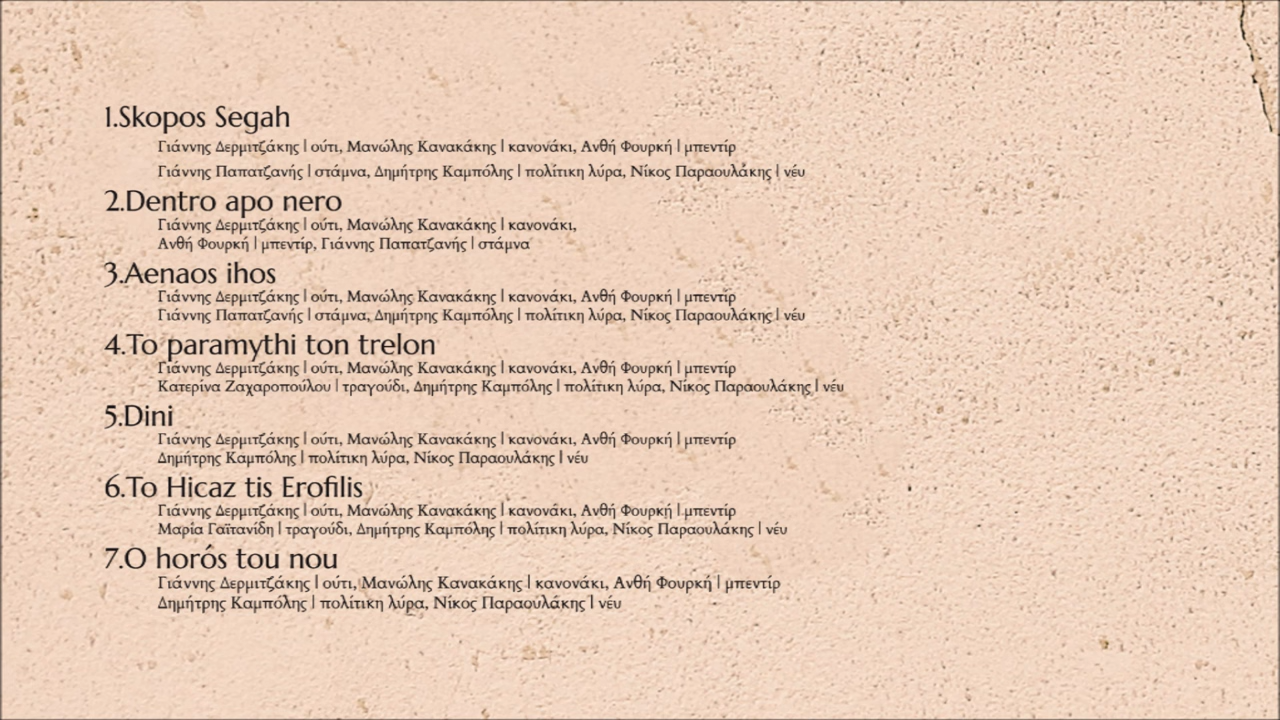 1.Skopos Segah
Γιάννης Δερμιτζάκης | ούτι, Μανώλης Κανακάκης | κανονάκι, Ανθή Φουρκή | μπεντίρ
Γιάννης Παπατζανής | στάμνα, Δημήτρης Καμπόλης | πολίτικη λύρα, Νίκος Παραουλάκης | νέυ
2.Dentro apo nero
Γιάννης Δερμιτζάκης | ούτι, Μανώλης Κανακάκης | κανονάκι,
Ανθή Φουρκή | μπεντίρ, Γιάννης Παπατζανής | στάμνα
3.Aenaos ihos
Γιάννης Δερμιτζάκης | ούτι, Μανώλης Κανακάκης | κανονάκι, Ανθή Φουρκή | μπεντίρ
Γιάννης Παπατζανής | στάμνα, Δημήτρης Καμπόλης | πολίτικη λύρα, Νίκος Παραουλάκης | νέυ
4.To paramythi ton trelon
Γιάννης Δερμιτζάκης | ούτι, Μανώλης Κανακάκης | κανονάκι, Ανθή Φουρκή | μπεντίρ
Κατερίνα Ζαχαροπούλου | τραγούδι, Δημήτρης Καμπόλης | πολίτικη λύρα, Νίκος Παραουλάκης | νέυ
5.Dini
Γιάννης Δερμιτζάκης | ούτι, Μανώλης Κανακάκης | κανονάκι, Ανθή Φουρκή | μπεντίρ
Δημήτρης Καμπόλης | πολίτικη λύρα, Νίκος Παραουλάκης | νέυ
6.To Hicaz tis Erofilis
Γιάννης Δερμιτζάκης | ούτι, Μανώλης Κανακάκης | κανονάκι, Ανθή Φουρκή | μπεντίρ
Μαρία Γαϊτανίδη | τραγούδι, Δημήτρης Καμπόλης | πολίτικη λύρα, Νίκος Παραουλάκης | νέυ
7.O horós tou nou
Γιάννης Δερμιτζάκης | ούτι, Μανώλης Κανακάκης | κανονάκι, Ανθή Φουρκή | μπεντίρ
Δημήτρης Καμπόλης | πολίτικη λύρα, Νίκος Παραουλάκης | νέυ